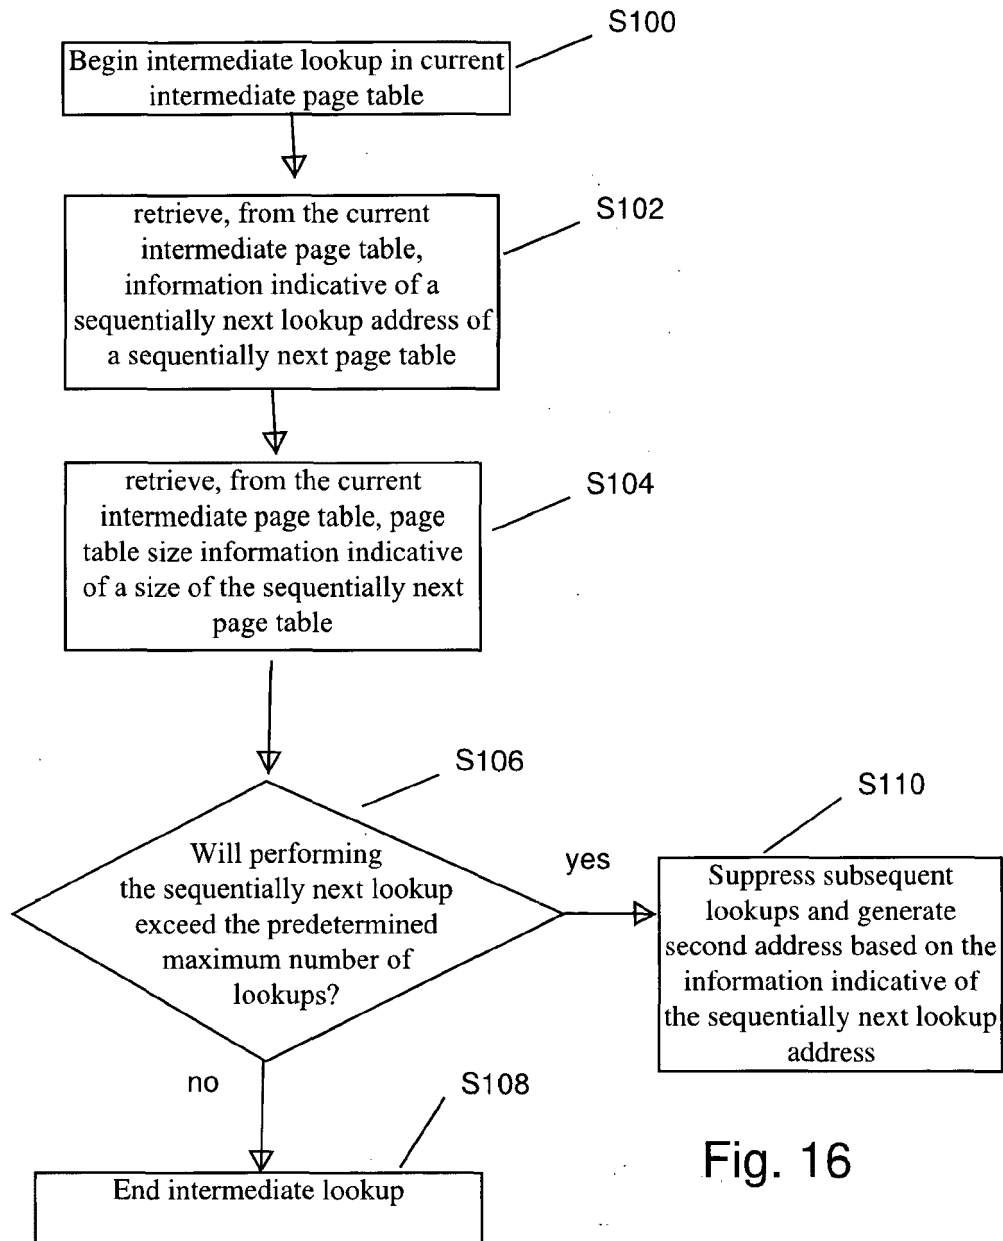 S100
Begin intermediate lookup in current
intermediate page table
S102
retrieve, from the current
intermediate page table,
information indicative of a
sequentially next lookup address of
a sequentially next page table
S104
retrieve, from the current
intermediate page table, page
table size information indicative
of a size of the sequentially next
page table
S106
Will performing
the sequentially next lookup
exceed the predetermined
maximum number of
lookups?
yes
S110
Suppress subsequent
lookups and generate
second address based on the
information indicative of
the sequentially next lookup
address
no
S108
End intermediate lookup
Fig. 16